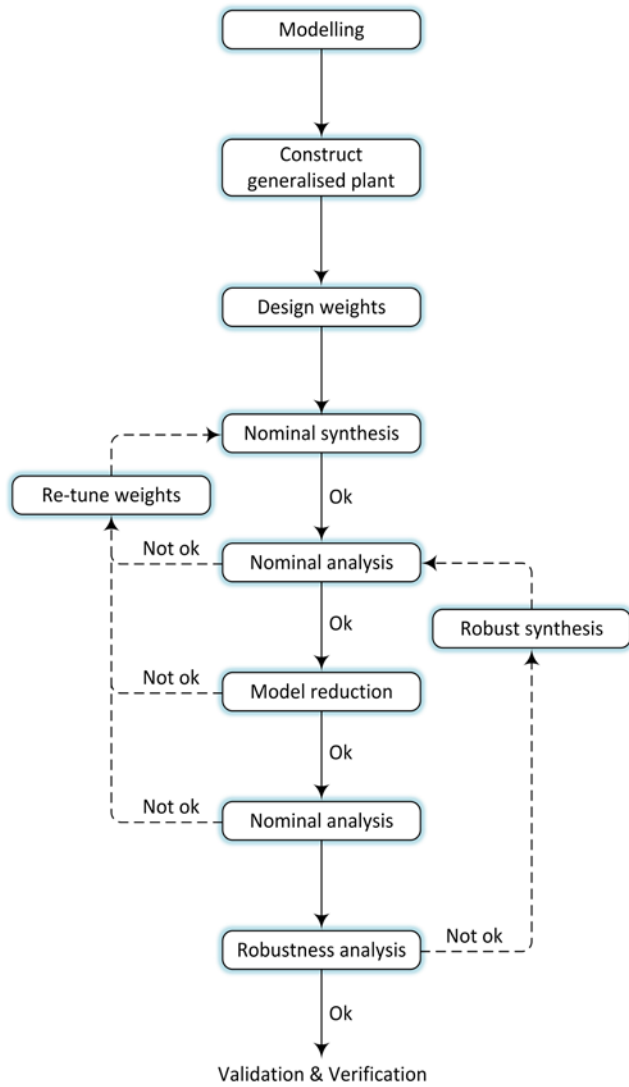 Modelling
Construct
generalised plant
Design weights
Nominal synthesis
Re-tune weights
Ok
Not ok
Nominal analysis
Ok
Robust synthesis
Not ok
Model reduction
Ok
Not ok
Nominal analysis
Robustness analysis
Not ok
Ok
Validation & Verification